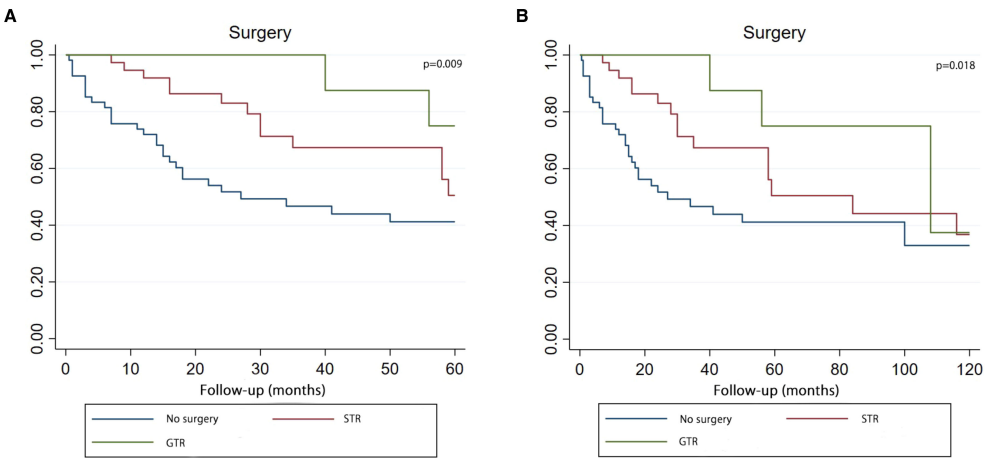 A
Surgery
p=0.009
1.00
0.80
0.60
0.40
0.20
0.00
0 10 20 30 40 50 60
Follow-up (months)
No surgery STR
GTR
B
Surgery
p=0.018
1.00
0.80
0.60
0.40
0.20
0.00
0 20 40 60 80 100 120
Follow-up (months)
No surgery STR
GTR